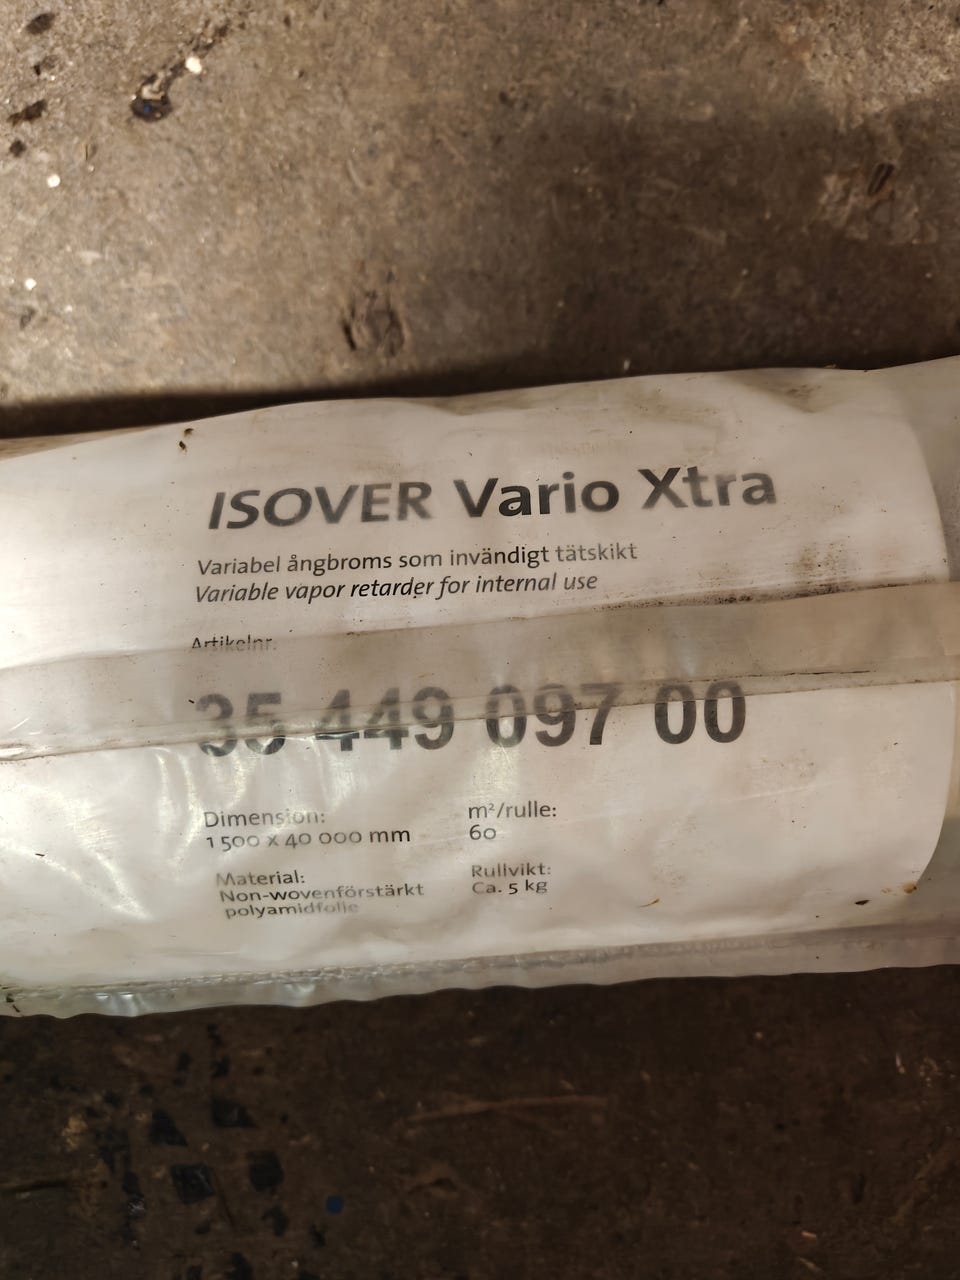 ISOVER Vario Xtra
Variabel ångbroms som invändigt tätskikt
Variable vapor retarder for internal use
Artikelnr.
35 449 097 00
Dimension: m²/rulle:
1 500 x 40 000 mm 60
Material: Rullvikt:
Non-wovenförstärkt Ca. 5 kg
polyamidfolie